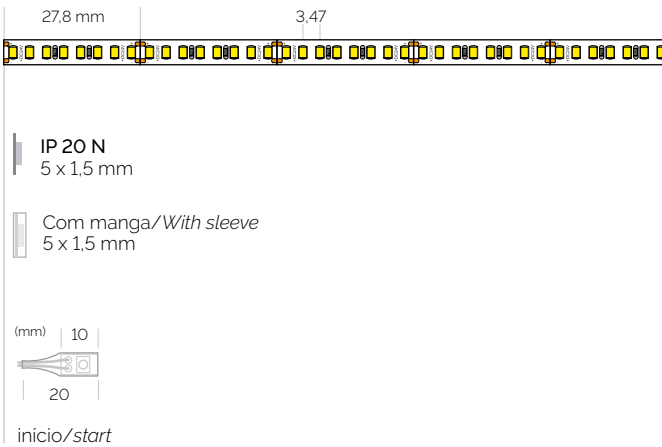 27,8 mm 3,47
IP 20 N
5 x 1,5 mm
Com manga/With sleeve
5 x 1,5 mm
(mm) 10
20
início/start